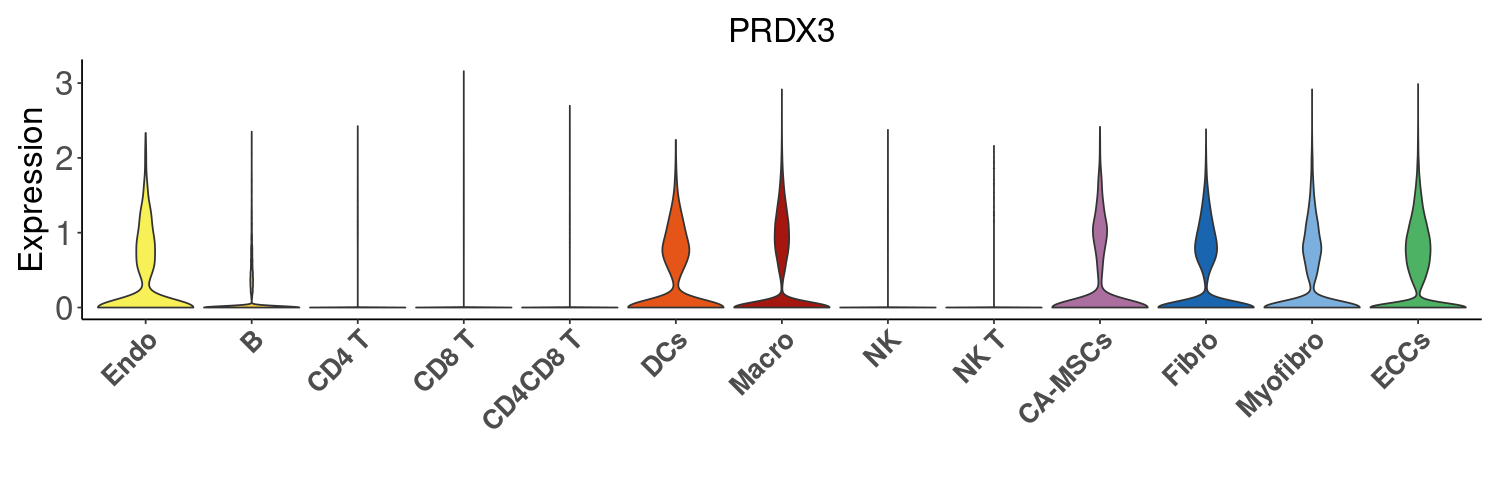 PRDX3
Expression
3
2
1
0
Endo
B
CD4 T
CD8 T
CD4CD8 T
DCs
Macro
NK
NK T
CA-MSCs
Fibro
Myofibro
ECCs